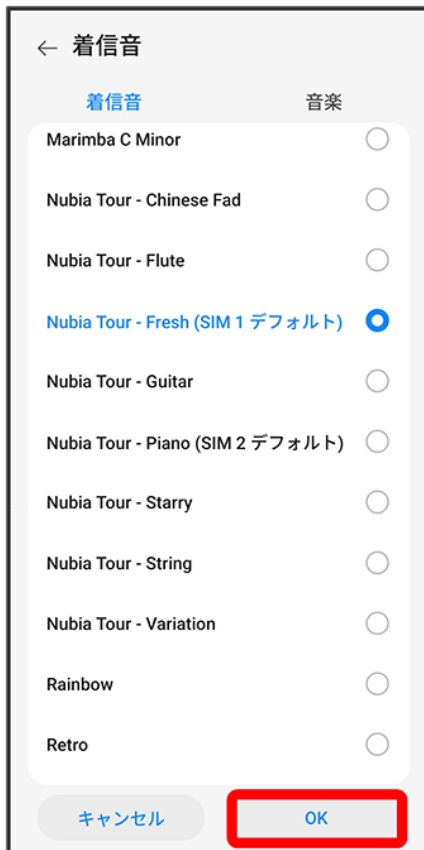 ← 着信音
着信音 音楽
Marimba C Minor
Nubia Tour - Chinese Fad
Nubia Tour - Flute
Nubia Tour - Fresh (SIM 1 デフォルト)
Nubia Tour - Guitar
Nubia Tour - Piano (SIM 2 デフォルト)
Nubia Tour - Starry
Nubia Tour - String
Nubia Tour - Variation
Rainbow
Retro
キャンセル OK